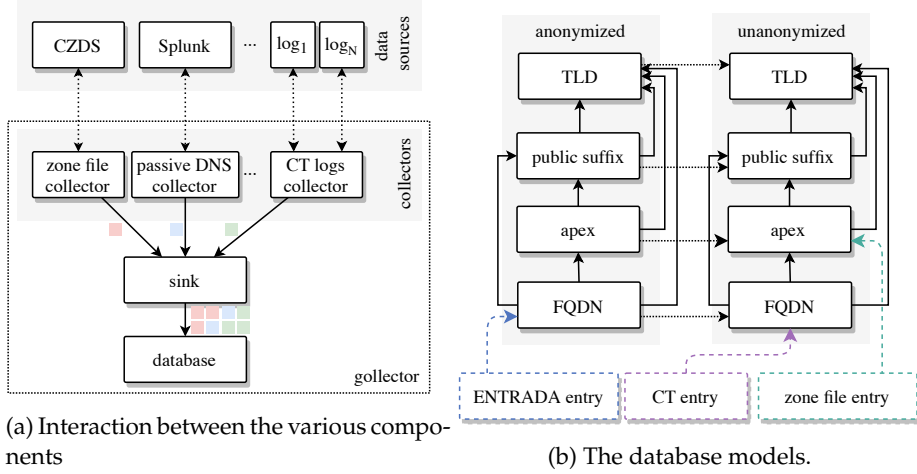 CZDS
Splunk
...
log1
logN
data
sources
zone file
collector
passive DNS
collector
...
CT logs
collector
collectors
sink
database
gollector
(a) Interaction between the various compo-
nents
anonymized
unanonymized
TLD
TLD
public suffix
public suffix
apex
apex
FQDN
FQDN
ENTRADA entry
CT entry
zone file entry
(b) The database models.